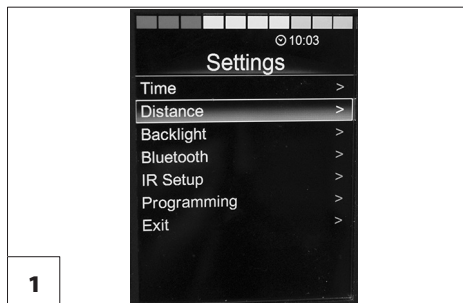 10:03
Settings
Time >
Distance >
Backlight >
Bluetooth >
IR Setup >
Programming >
Exit >
1